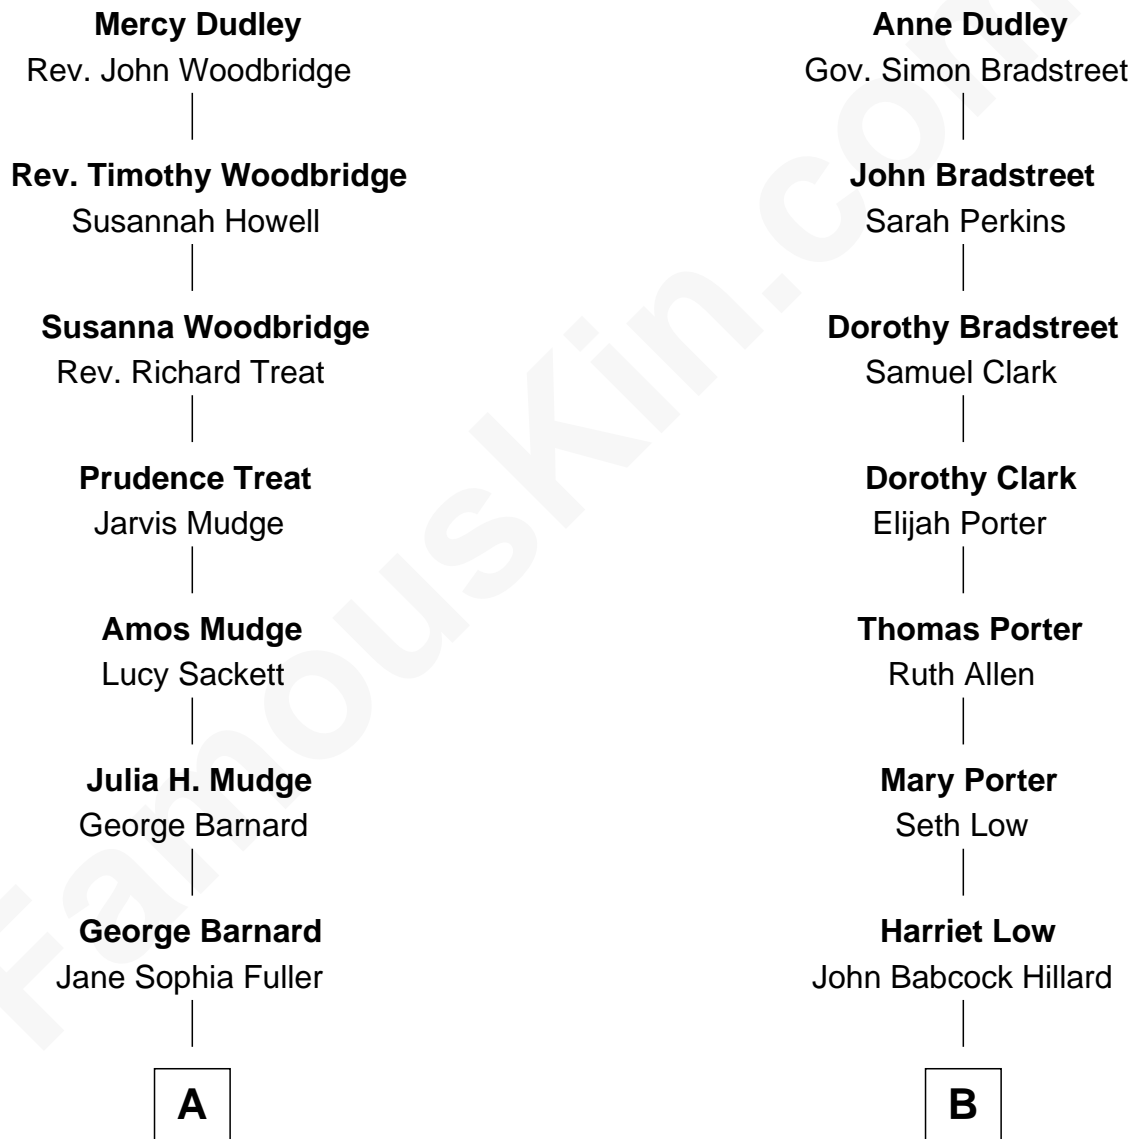 Mercy Dudley
Rev. John Woodbridge
Rev. Timothy Woodbridge
Susannah Howell
Susanna Woodbridge
Rev. Richard Treat
Prudence Treat
Jarvis Mudge
Amos Mudge
Lucy Sackett
Julia H. Mudge
George Barnard
George Barnard
Jane Sophia Fuller
A
Anne Dudley
Gov. Simon Bradstreet
John Bradstreet
Sarah Perkins
Dorothy Bradstreet
Samuel Clark
Dorothy Clark
Elijah Porter
Thomas Porter
Ruth Allen
Mary Porter
Seth Low
Harriet Low
John Babcock Hillard
B
FamousKin.com